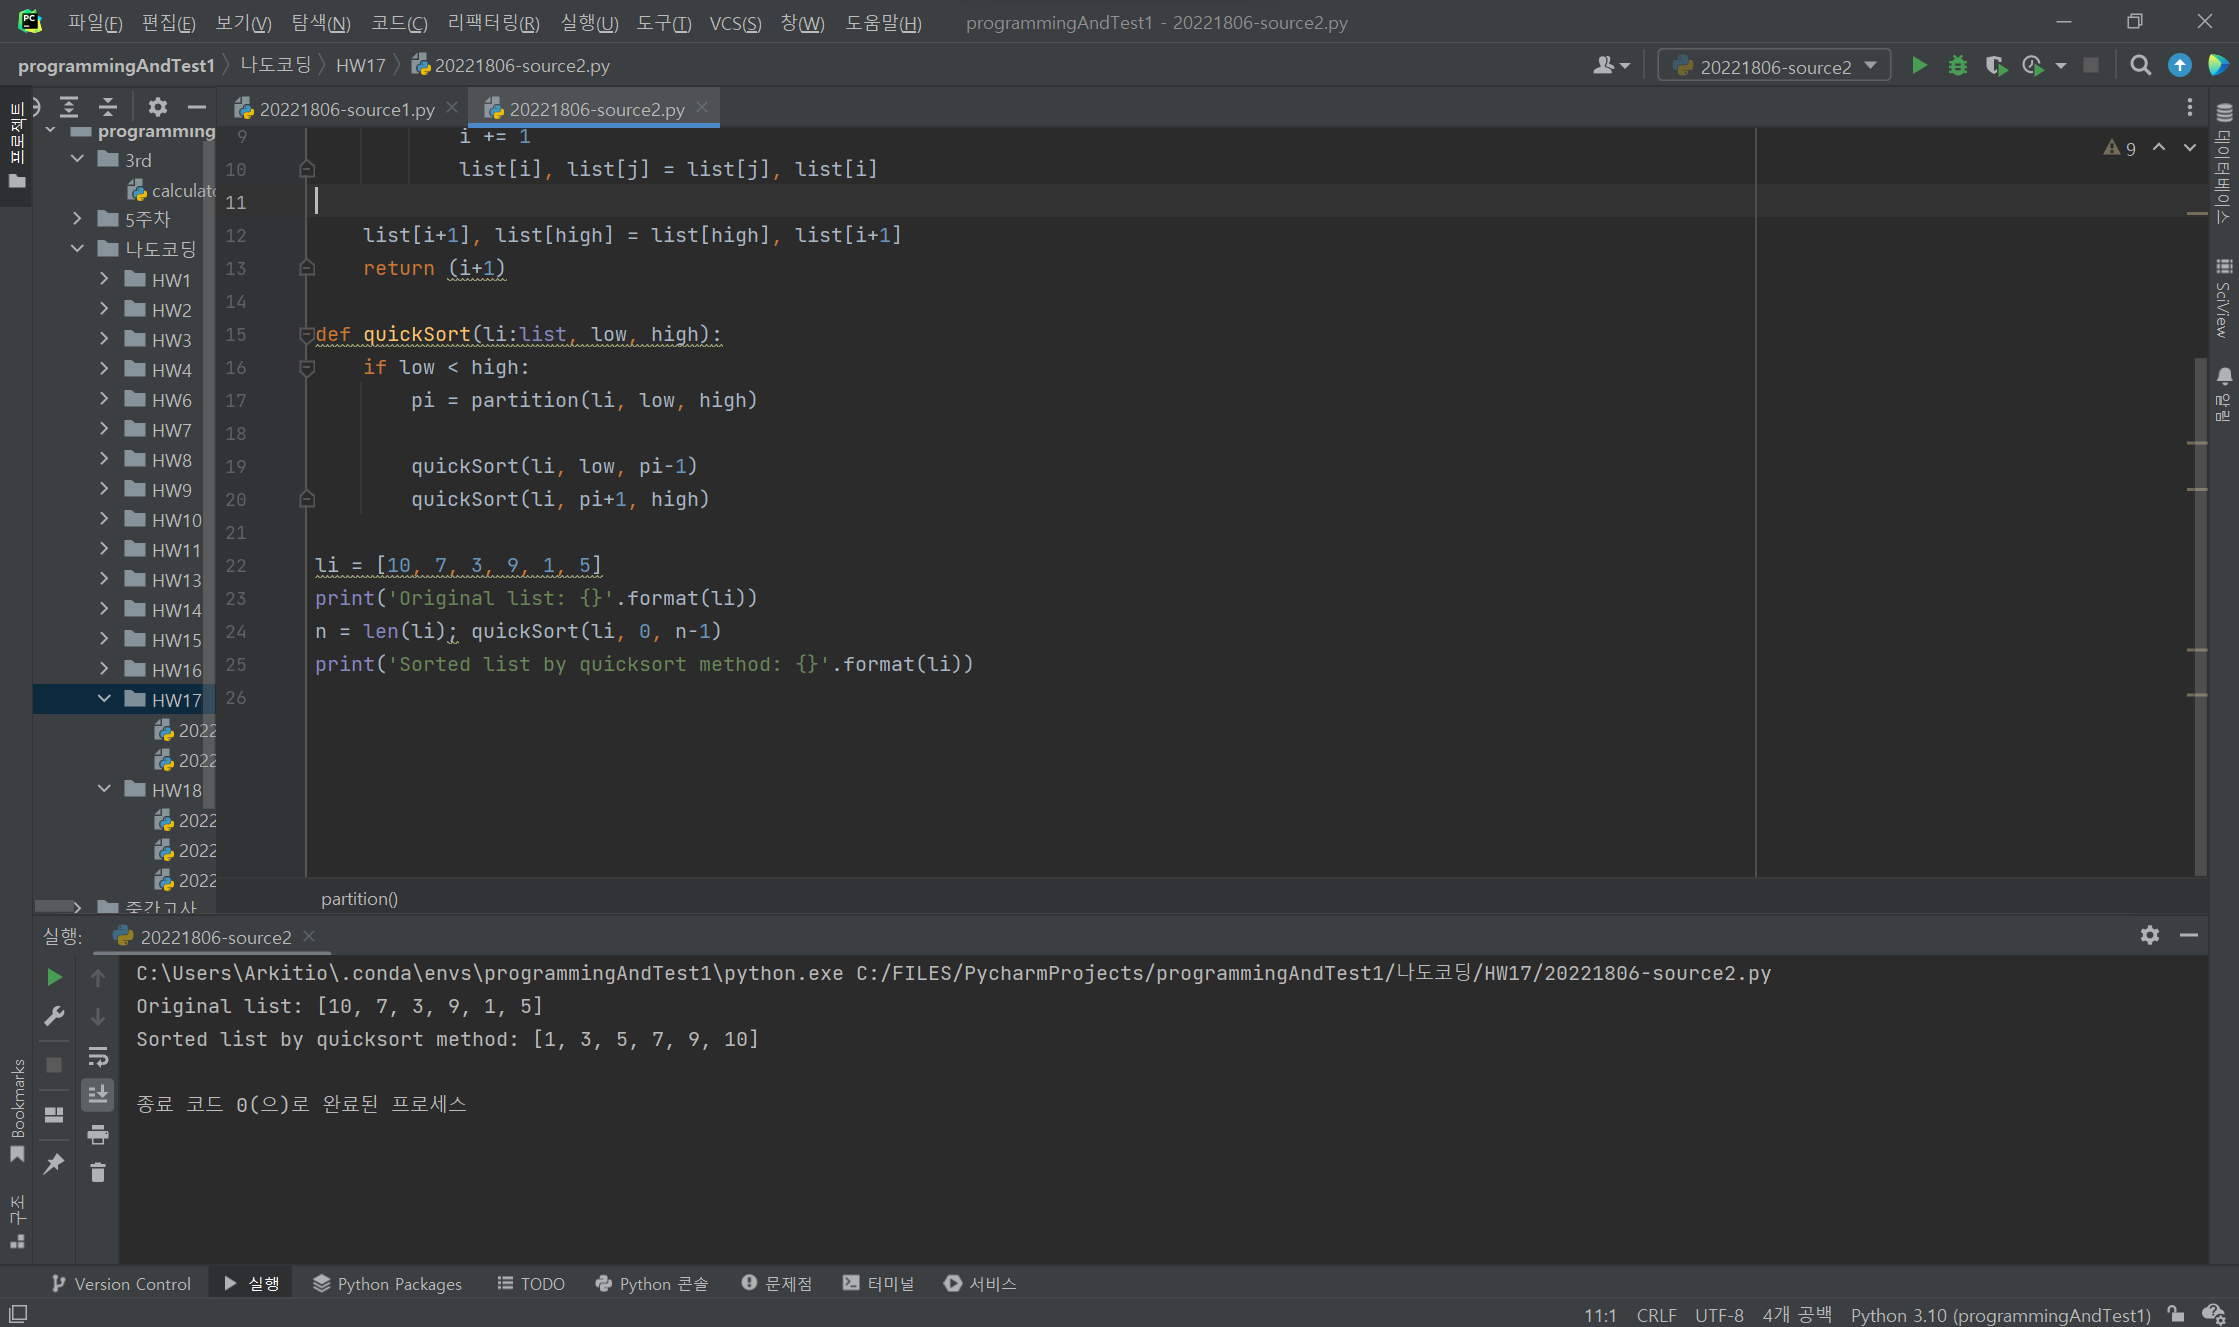 파일(F) 편집(E) 보기(V) 탐색(N) 코드(C) 리팩터링(R) 실행(U) 도구(T) VCS(S) 창(W) 도움말(H) programmingAndTest1 - 20221806-source2.py
programmingAndTest1 나도코딩 HW17 20221806-source2.py
20221806-source2
프로젝트
20221806-source1.py
20221806-source2.py
programming
3rd
calculato
5주차
나도코딩
HW1
HW2
HW3
HW4
HW6
HW7
HW8
HW9
HW10
HW11
HW13
HW14
HW15
HW16
HW17
2022
2022
HW18
2022
2022
2022
중간고사
9 i += 1
10 list[i], list[j] = list[j], list[i]
11
12 list[i+1], list[high] = list[high], list[i+1]
13 return (i+1)
14
15 def quickSort(li:list, low, high):
16 if low < high:
17 pi = partition(li, low, high)
18
19 quickSort(li, low, pi-1)
20 quickSort(li, pi+1, high)
21
22 li = [10, 7, 3, 9, 1, 5]
23 print('Original list: {}'.format(li))
24 n = len(li); quickSort(li, 0, n-1)
25 print('Sorted list by quicksort method: {}'.format(li))
26
9
데이터베이스
SciView
알림
partition()
실행: 20221806-source2
C:\Users\Arkitio\.conda\envs\programmingAndTest1\python.exe C:/FILES/PycharmProjects/programmingAndTest1/나도코딩/HW17/20221806-source2.py
Original list: [10, 7, 3, 9, 1, 5]
Sorted list by quicksort method: [1, 3, 5, 7, 9, 10]
종료 코드 0(으)로 완료된 프로세스
Bookmarks
구조
Version Control 실행 Python Packages TODO Python 콘솔 문제점 터미널 서비스
11:1 CRLF UTF-8 4개 공백 Python 3.10 (programmingAndTest1)